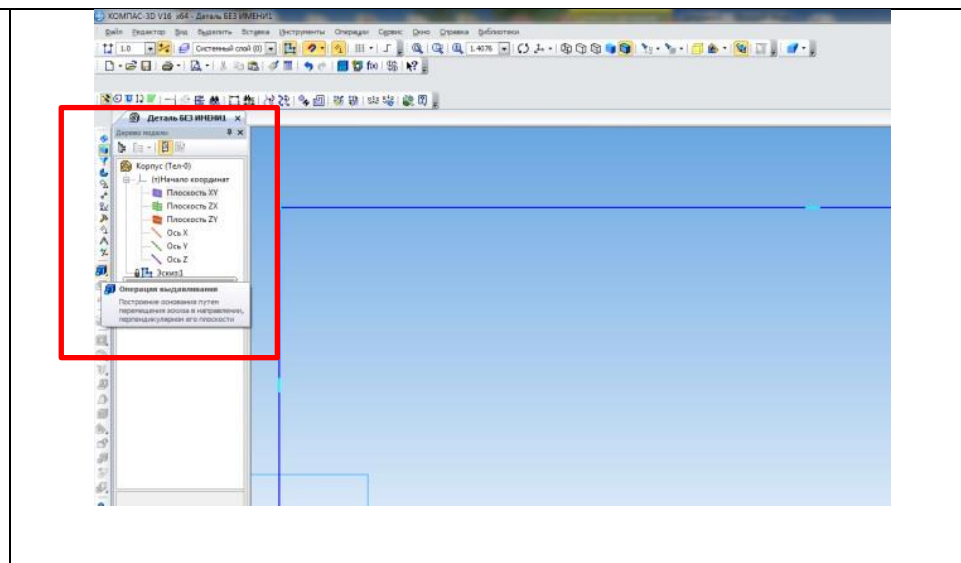 КОМПАС-3D V16 x64 - Деталь БЕЗ ИМЕНИ1
Файл Редактор Вид Выделить Вставка Инструменты Операции Сервис Окно Справка Библиотеки
1.0 Системный слой (0) 1.4076
f(x)
Деталь БЕЗ ИМЕНИ1 x
Дерево модели
Корпус (Тел-0)
(т)Начало координат
Плоскость XY
Плоскость ZX
Плоскость ZY
Ось X
Ось Y
Ось Z
Эскиз:1
Операция выдавливания
Построение основания путем
перемещения эскиза в направлении,
перпендикулярном его плоскости